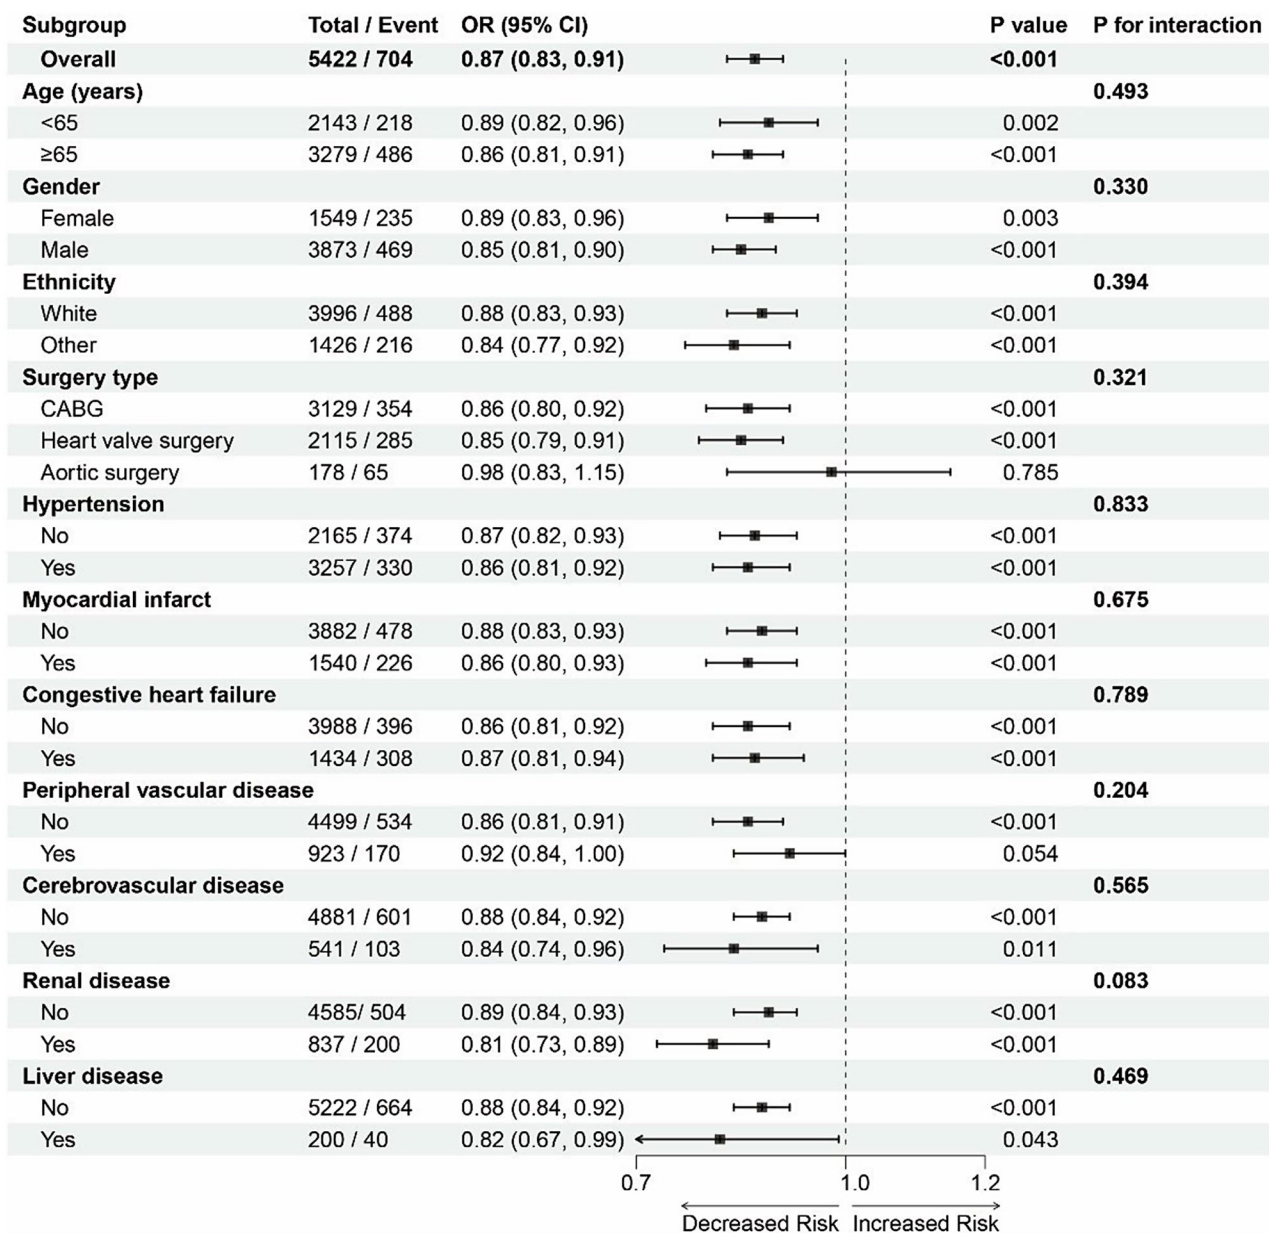 Subgroup Total / Event OR (95% CI) P value P for interaction
Overall 5422 / 704 0.87 (0.83, 0.91) <0.001
Age (years) 0.493
<65 2143 / 218 0.89 (0.82, 0.96) 0.002
≥65 3279 / 486 0.86 (0.81, 0.91) <0.001
Gender 0.330
Female 1549 / 235 0.89 (0.83, 0.96) 0.003
Male 3873 / 469 0.85 (0.81, 0.90) <0.001
Ethnicity 0.394
White 3996 / 488 0.88 (0.83, 0.93) <0.001
Other 1426 / 216 0.84 (0.77, 0.92) <0.001
Surgery type 0.321
CABG 3129 / 354 0.86 (0.80, 0.92) <0.001
Heart valve surgery 2115 / 285 0.85 (0.79, 0.91) <0.001
Aortic surgery 178 / 65 0.98 (0.83, 1.15) 0.785
Hypertension 0.833
No 2165 / 374 0.87 (0.82, 0.93) <0.001
Yes 3257 / 330 0.86 (0.81, 0.92) <0.001
Myocardial infarct 0.675
No 3882 / 478 0.88 (0.83, 0.93) <0.001
Yes 1540 / 226 0.86 (0.80, 0.93) <0.001
Congestive heart failure 0.789
No 3988 / 396 0.86 (0.81, 0.92) <0.001
Yes 1434 / 308 0.87 (0.81, 0.94) <0.001
Peripheral vascular disease 0.204
No 4499 / 534 0.86 (0.81, 0.91) <0.001
Yes 923 / 170 0.92 (0.84, 1.00) 0.054
Cerebrovascular disease 0.565
No 4881 / 601 0.88 (0.84, 0.92) <0.001
Yes 541 / 103 0.84 (0.74, 0.96) 0.011
Renal disease 0.083
No 4585/ 504 0.89 (0.84, 0.93) <0.001
Yes 837 / 200 0.81 (0.73, 0.89) <0.001
Liver disease 0.469
No 5222 / 664 0.88 (0.84, 0.92) <0.001
Yes 200 / 40 0.82 (0.67, 0.99) 0.043
0.7 1.0 1.2
Decreased Risk Increased Risk